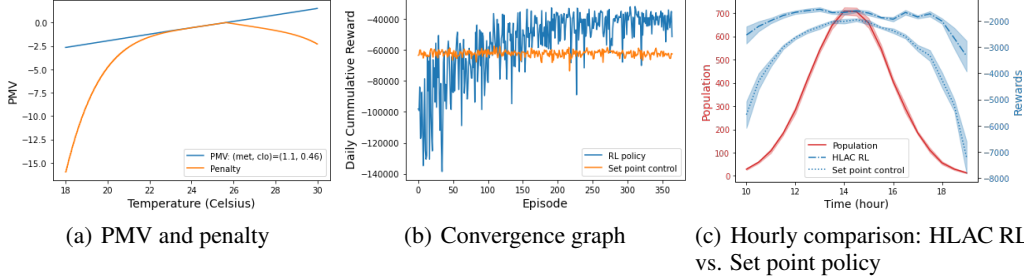 0.0
−2.5
−5.0
−7.5
−10.0
−12.5
−15.0
PMV
PMV: (met, clo)=(1.1, 0.46)
Penalty
18 20 22 24 26 28 30
Temperature (Celsius)
(a) PMV and penalty
−40000
−60000
−80000
−100000
−120000
−140000
Daily Cummulative Reward
RL policy
Set point control
0 50 100 150 200 250 300 350
Episode
(b) Convergence graph
700
600
500
400
300
200
100
0
Population
Population
HLAC RL
Set point control
−2000
−3000
−4000
−5000
−6000
−7000
−8000
Rewards
10 12 14 16 18
Time (hour)
(c) Hourly comparison: HLAC RL
vs. Set point policy